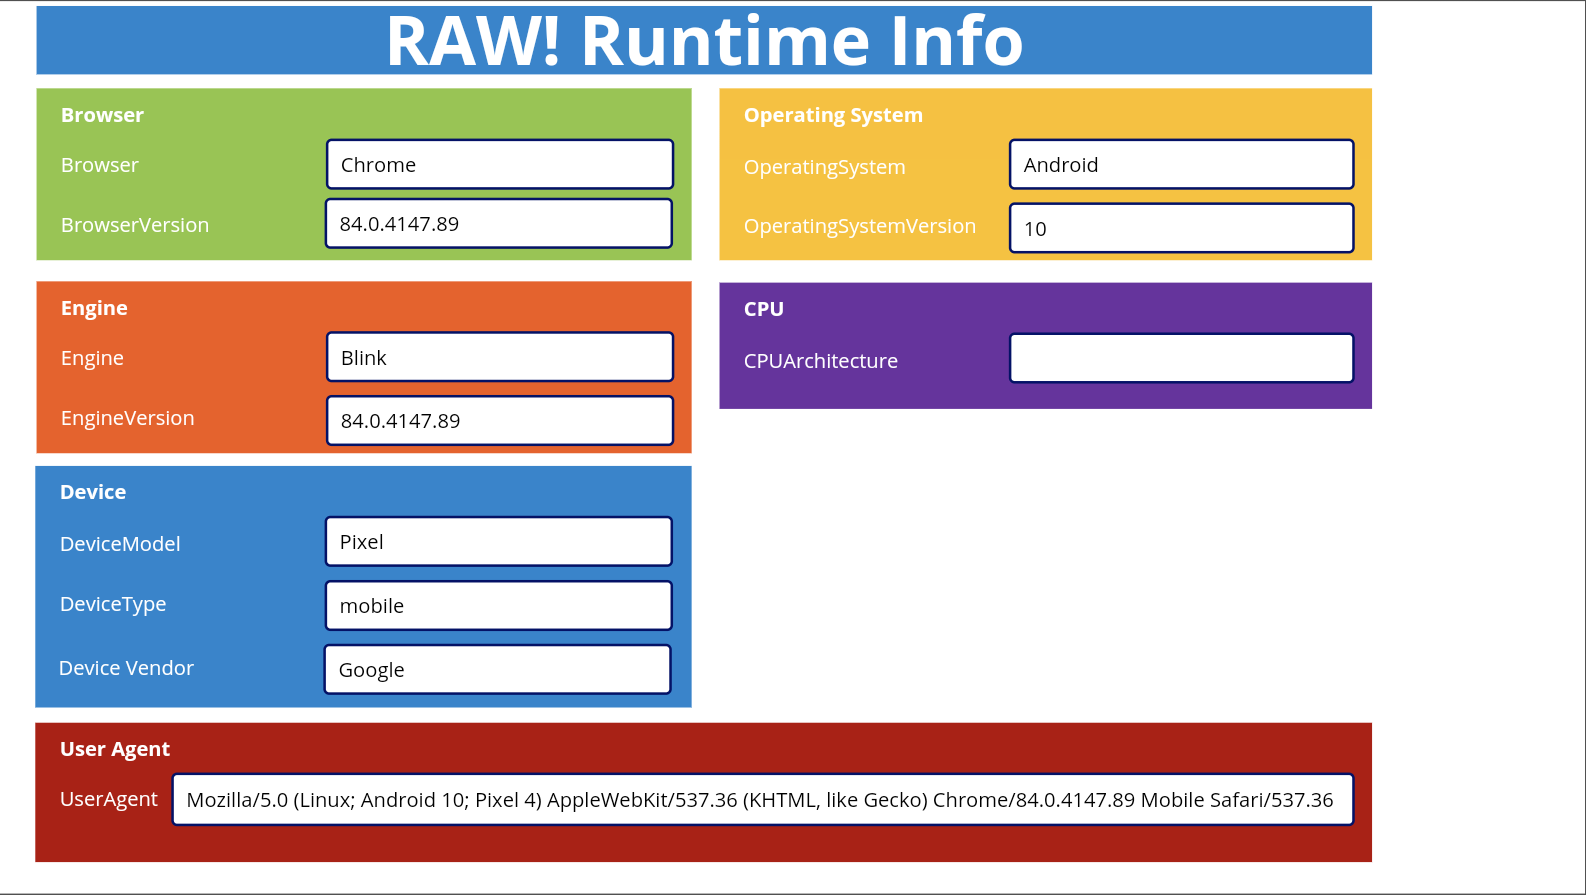 RAW! Runtime Info
Browser
Browser Chrome
BrowserVersion 84.0.4147.89
Operating System
OperatingSystem Android
OperatingSystemVersion 10
Engine
Engine Blink
EngineVersion 84.0.4147.89
CPU
CPUArchitecture
Device
DeviceModel Pixel
DeviceType mobile
Device Vendor Google
User Agent
UserAgent Mozilla/5.0 (Linux; Android 10; Pixel 4) AppleWebKit/537.36 (KHTML, like Gecko) Chrome/84.0.4147.89 Mobile Safari/537.36